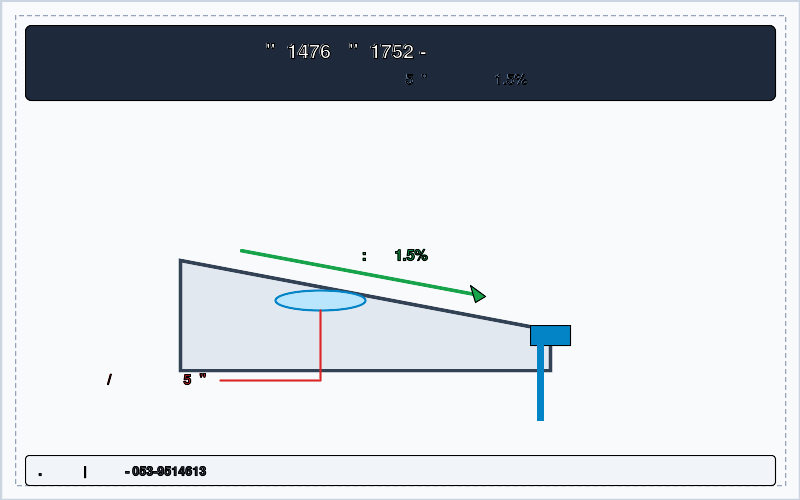 " 1476 " 1752 -
5 " 1.5%
: 1.5%
/ 5 "
. | - 053-9514613